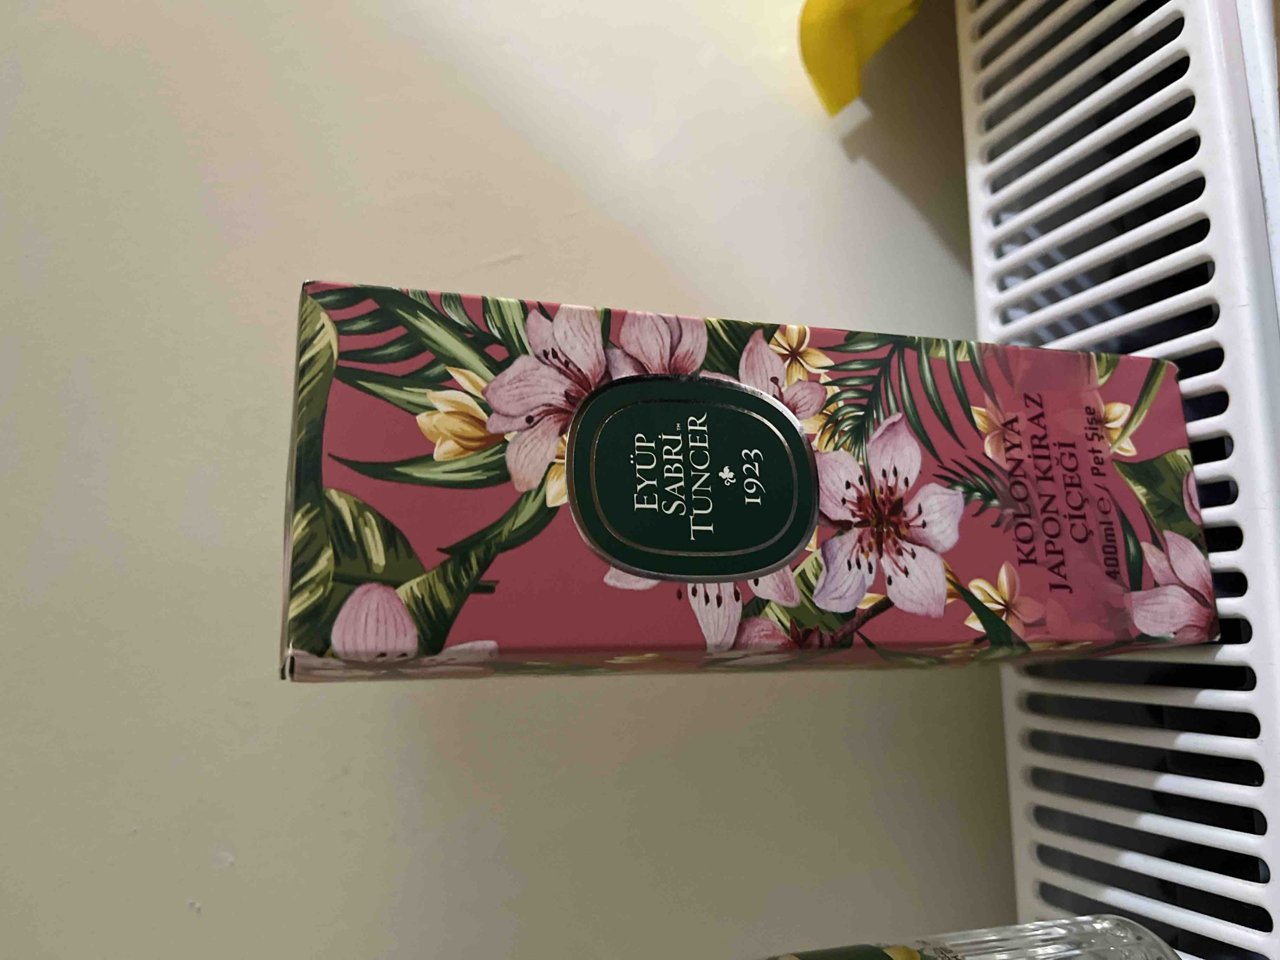 EYÜP
SABRİ™
TUNCER
1923
KOLONYA
JAPON KİRAZ
ÇİÇEĞİ
400ml e / Pet Şişe